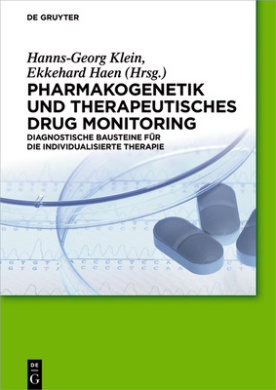 DE GRUYTER
Hanns-Georg Klein,
Ekkehard Haen (Hrsg.)
PHARMAKOGENETIK
UND THERAPEUTISCHES
DRUG MONITORING
DIAGNOSTISCHE BAUSTEINE FÜR
DIE INDIVIDUALISIERTE THERAPIE
DE
G